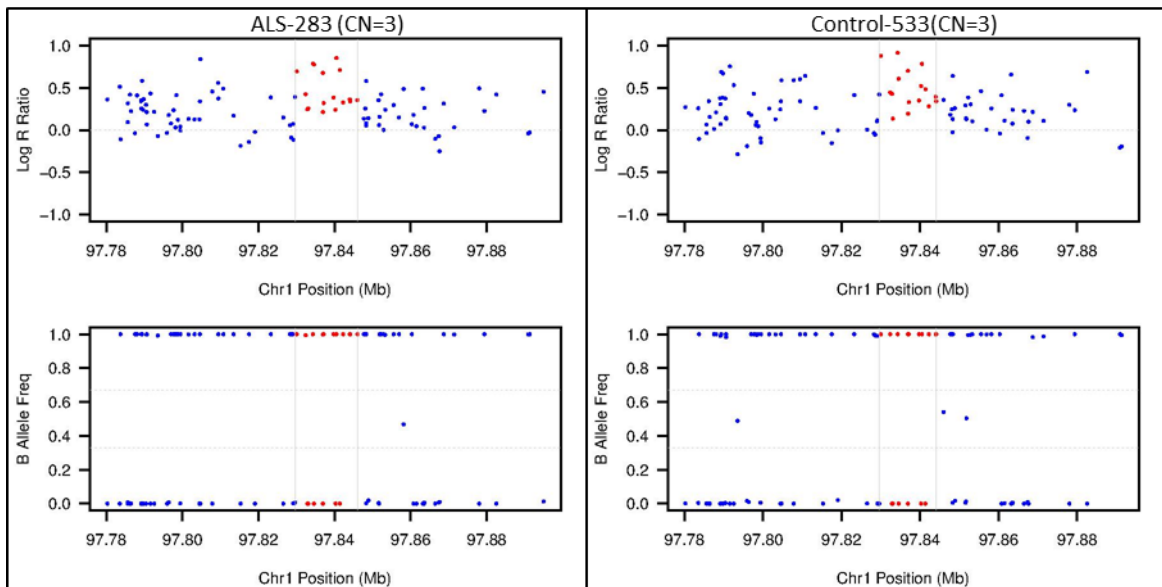 ALS-283 (CN=3)
Log R Ratio
1.0
0.5
0.0
−0.5
−1.0
97.78 97.80 97.82 97.84 97.86 97.88
Chr1 Position (Mb)
B Allele Freq
1.0
0.8
0.6
0.4
0.2
0.0
97.78 97.80 97.82 97.84 97.86 97.88
Chr1 Position (Mb)
Control-533(CN=3)
Log R Ratio
1.0
0.5
0.0
−0.5
−1.0
97.78 97.80 97.82 97.84 97.86 97.88
Chr1 Position (Mb)
B Allele Freq
1.0
0.8
0.6
0.4
0.2
0.0
97.78 97.80 97.82 97.84 97.86 97.88
Chr1 Position (Mb)